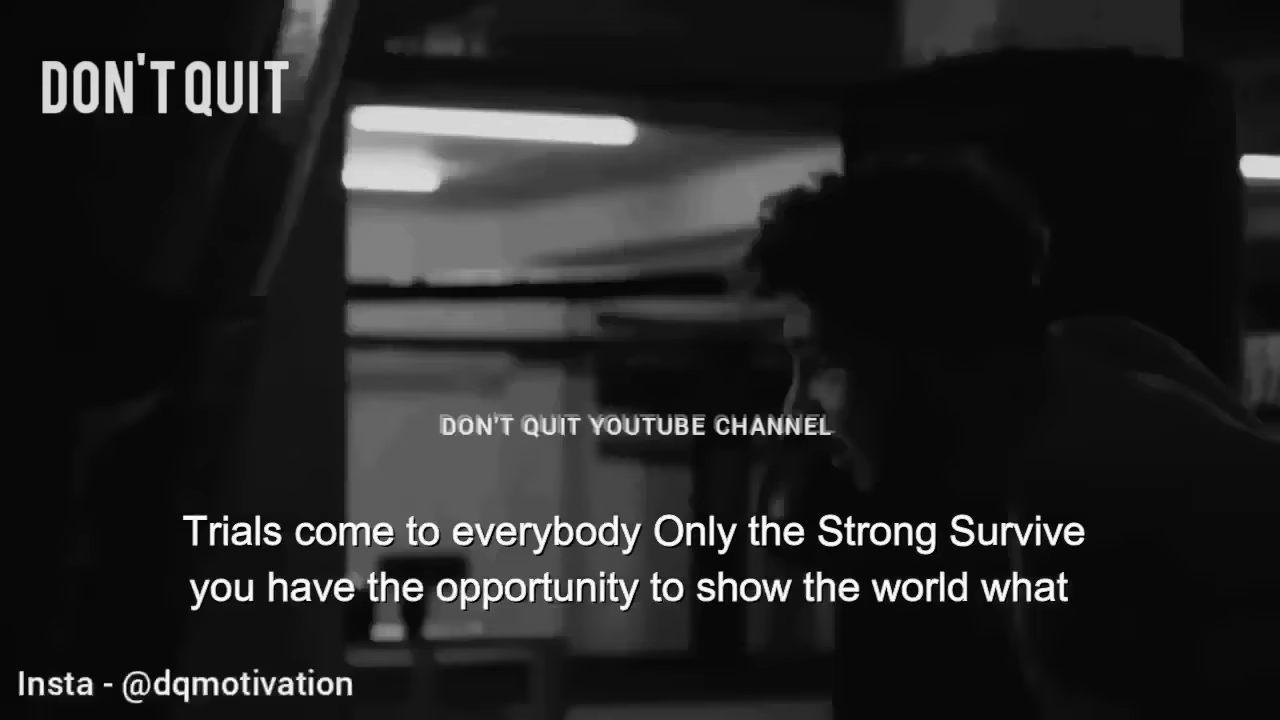 DON'T QUIT
DON'T QUIT YOUTUBE CHANNEL
Trials come to everybody Only the Strong Survive
you have the opportunity to show the world what
Insta - @dqmotivation